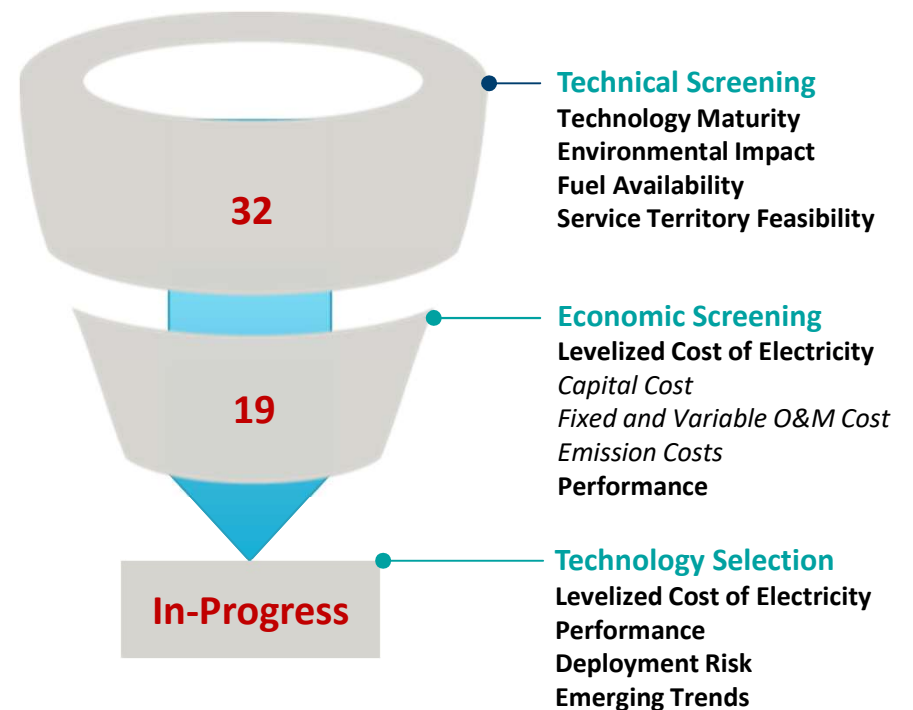 32
Technical Screening
Technology Maturity
Environmental Impact
Fuel Availability
Service Territory Feasibility
19
Economic Screening
Levelized Cost of Electricity
Capital Cost
Fixed and Variable O&M Cost
Emission Costs
Performance
In-Progress
Technology Selection
Levelized Cost of Electricity
Performance
Deployment Risk
Emerging Trends